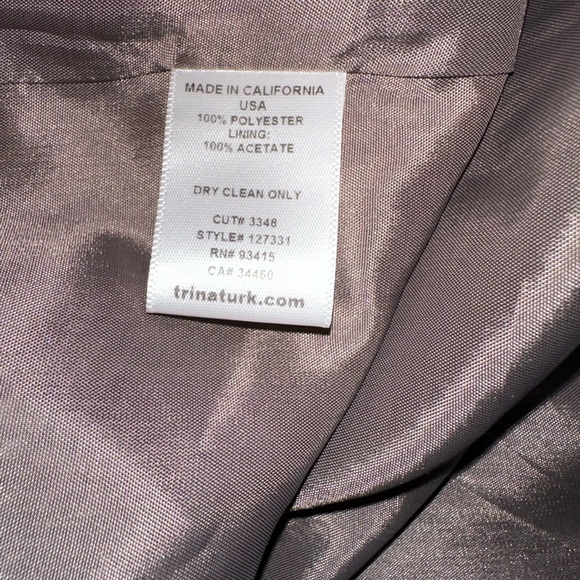 MADE IN CALIFORNIA
USA
100% POLYESTER
LINING:
100% ACETATE
DRY CLEAN ONLY
CUT# 3348
STYLE# 127331
RN# 93415
CA# 34460
trinaturk.com